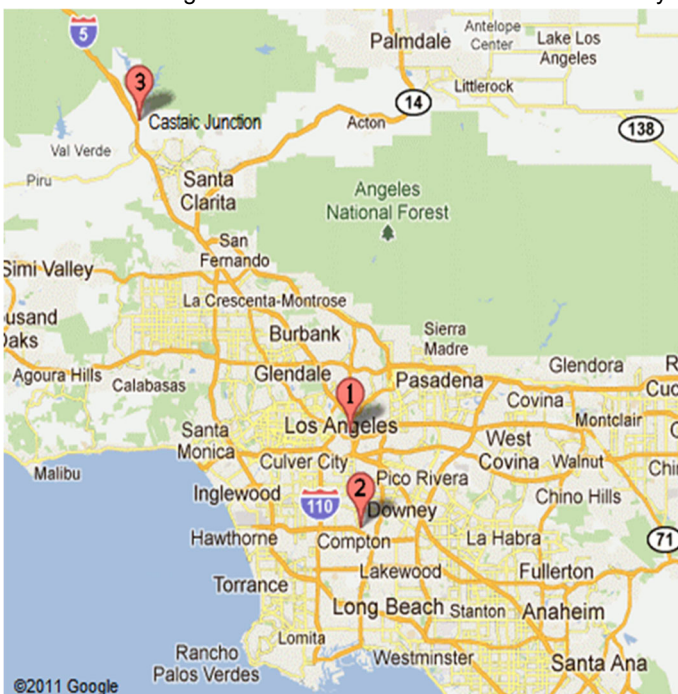 5
Palmdale
Antelope
Center
Lake Los
Angeles
3
Littlerock
14
Castaic Junction
Acton
138
Val Verde
Piru
Santa
Clarita
Angeles
National Forest
San
Fernando
Simi Valley
La Crescenta-Montrose
usand
Oaks
Burbank
Sierra
Madre
Agoura Hills
Calabasas
Glendale
Pasadena
Glendora
R
Cuc
1
Covina
Los Angeles
Montclair
C
Santa
Monica
Culver City
West
Covina
Walnut
Chi
Malibu
Pico Rivera
Inglewood
2
110
Downey
Chino Hills
Hawthorne
Compton
La Habra
71
Torrance
Lakewood
Fullerton
Long Beach
Stanton
Anaheim
Lomita
Rancho
Palos Verdes
Westminster
Santa Ana
©2011 Google